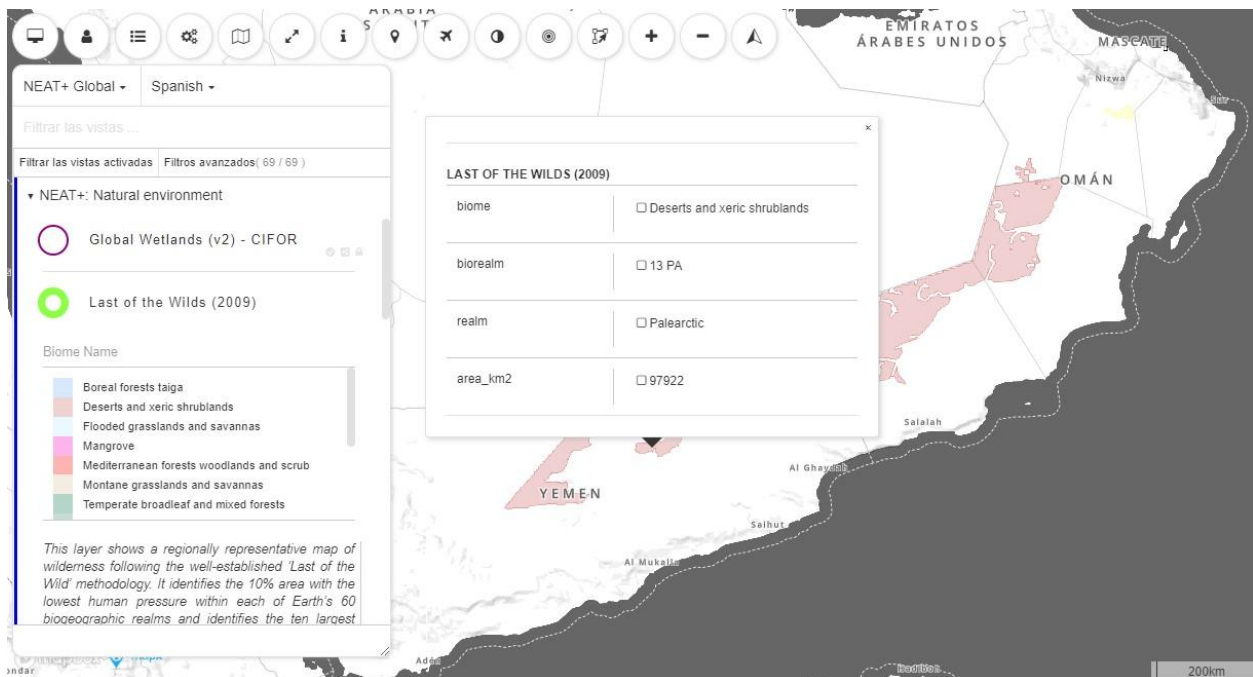 ARABIA
EMIRATOS
ÁRABES UNIDOS
MASCATE
Nizwa
Sur
NEAT+ Global
Spanish
Filtrar las vistas ...
Filtrar las vistas activadas
Filtros avanzados( 69 / 69 )
NEAT+: Natural environment
Global Wetlands (v2) - CIFOR
Last of the Wilds (2009)
Biome Name
Boreal forests taiga
Deserts and xeric shrublands
Flooded grasslands and savannas
Mangrove
Mediterranean forests woodlands and scrub
Montane grasslands and savannas
Temperate broadleaf and mixed forests
This layer shows a regionally representative map of
wilderness following the well-established 'Last of the
Wild' methodology. It identifies the 10% area with the
lowest human pressure within each of Earth's 60
biogeographic realms and identifies the ten largest
×
LAST OF THE WILDS (2009)
biome
Deserts and xeric shrublands
biorealm
13 PA
realm
Palearctic
area_km2
97922
OMÁN
Salalah
Al Ghaydah
YEMEN
Saihut
Al Mukalla
Adén
200km